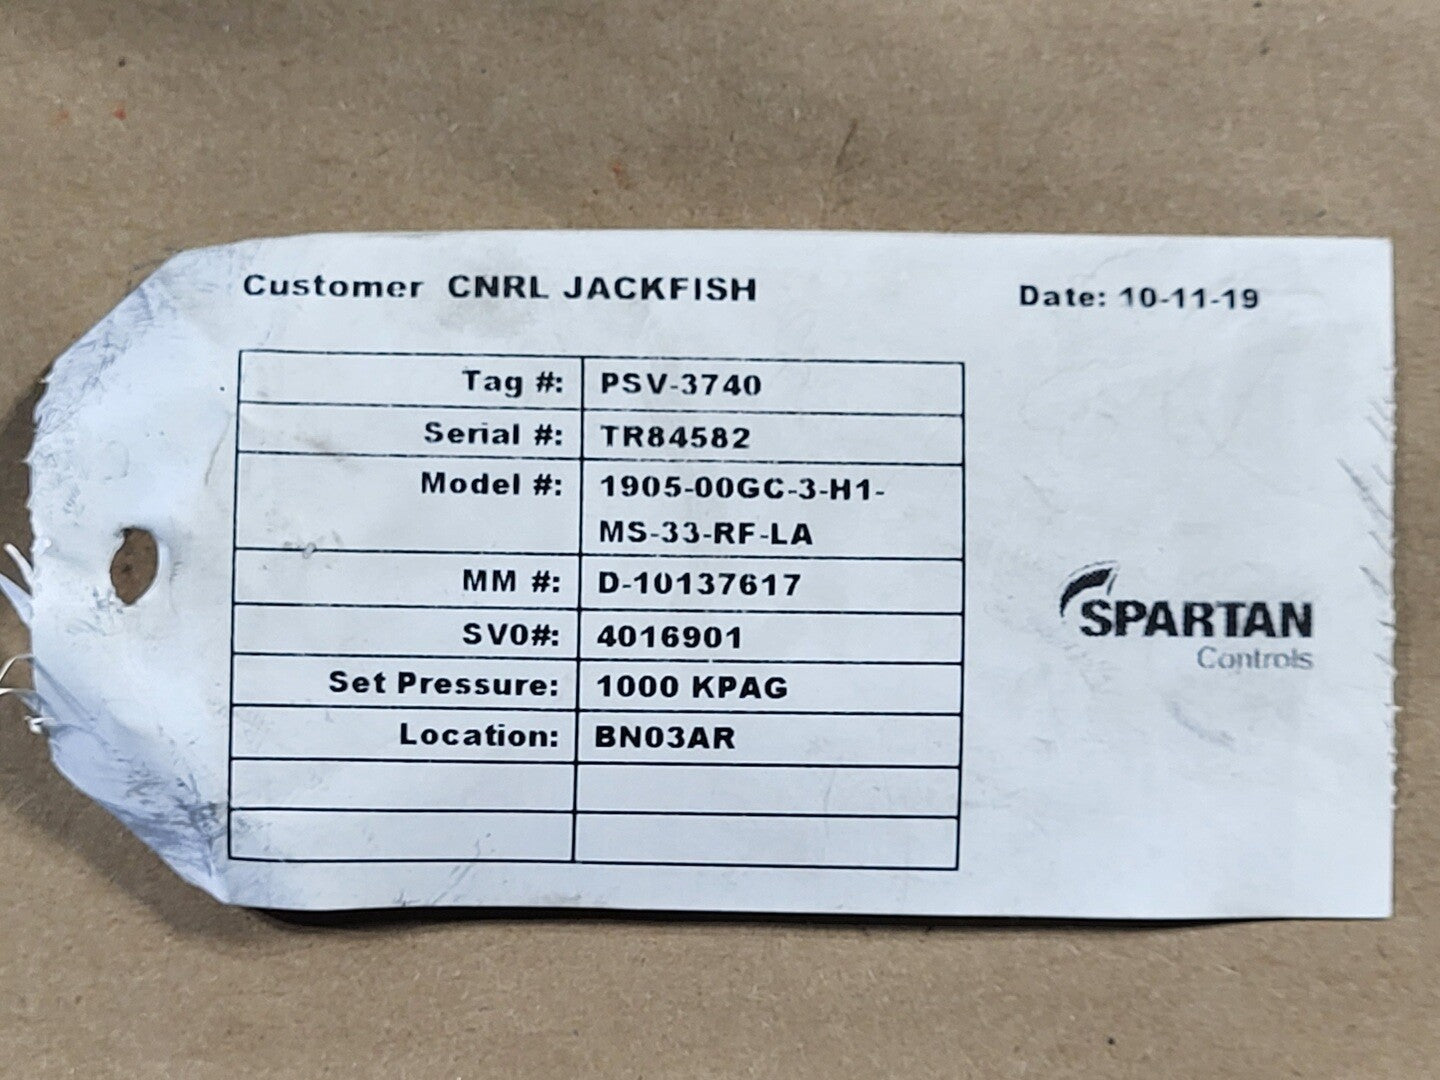 Customer CNRL JACKFISH
Date: 10-11-19
Tag #: PSV-3740
Serial #: TR84582
Model #: 1905-00GC-3-H1-
MS-33-RF-LA
MM #: D-10137617
SV0#: 4016901
Set Pressure: 1000 KPAG
Location: BN03AR
SPARTAN
Controls